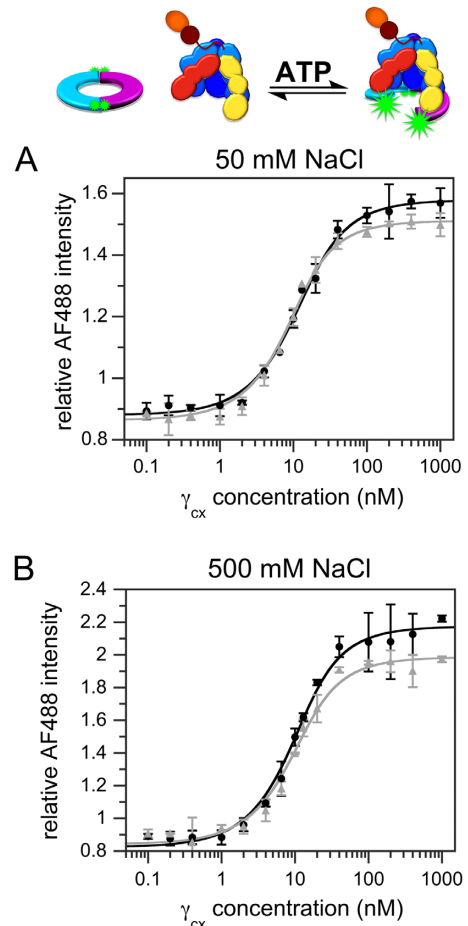 ATP
A
50 mM NaCl
relative AF488 intensity
1.6
1.4
1.2
1
0.8
0.1
1
10
100
1000
γcx concentration (nM)
B
500 mM NaCl
relative AF488 intensity
2.4
2.2
2
1.8
1.6
1.4
1.2
1
0.8
0.1
1
10
100
1000
γcx concentration (nM)